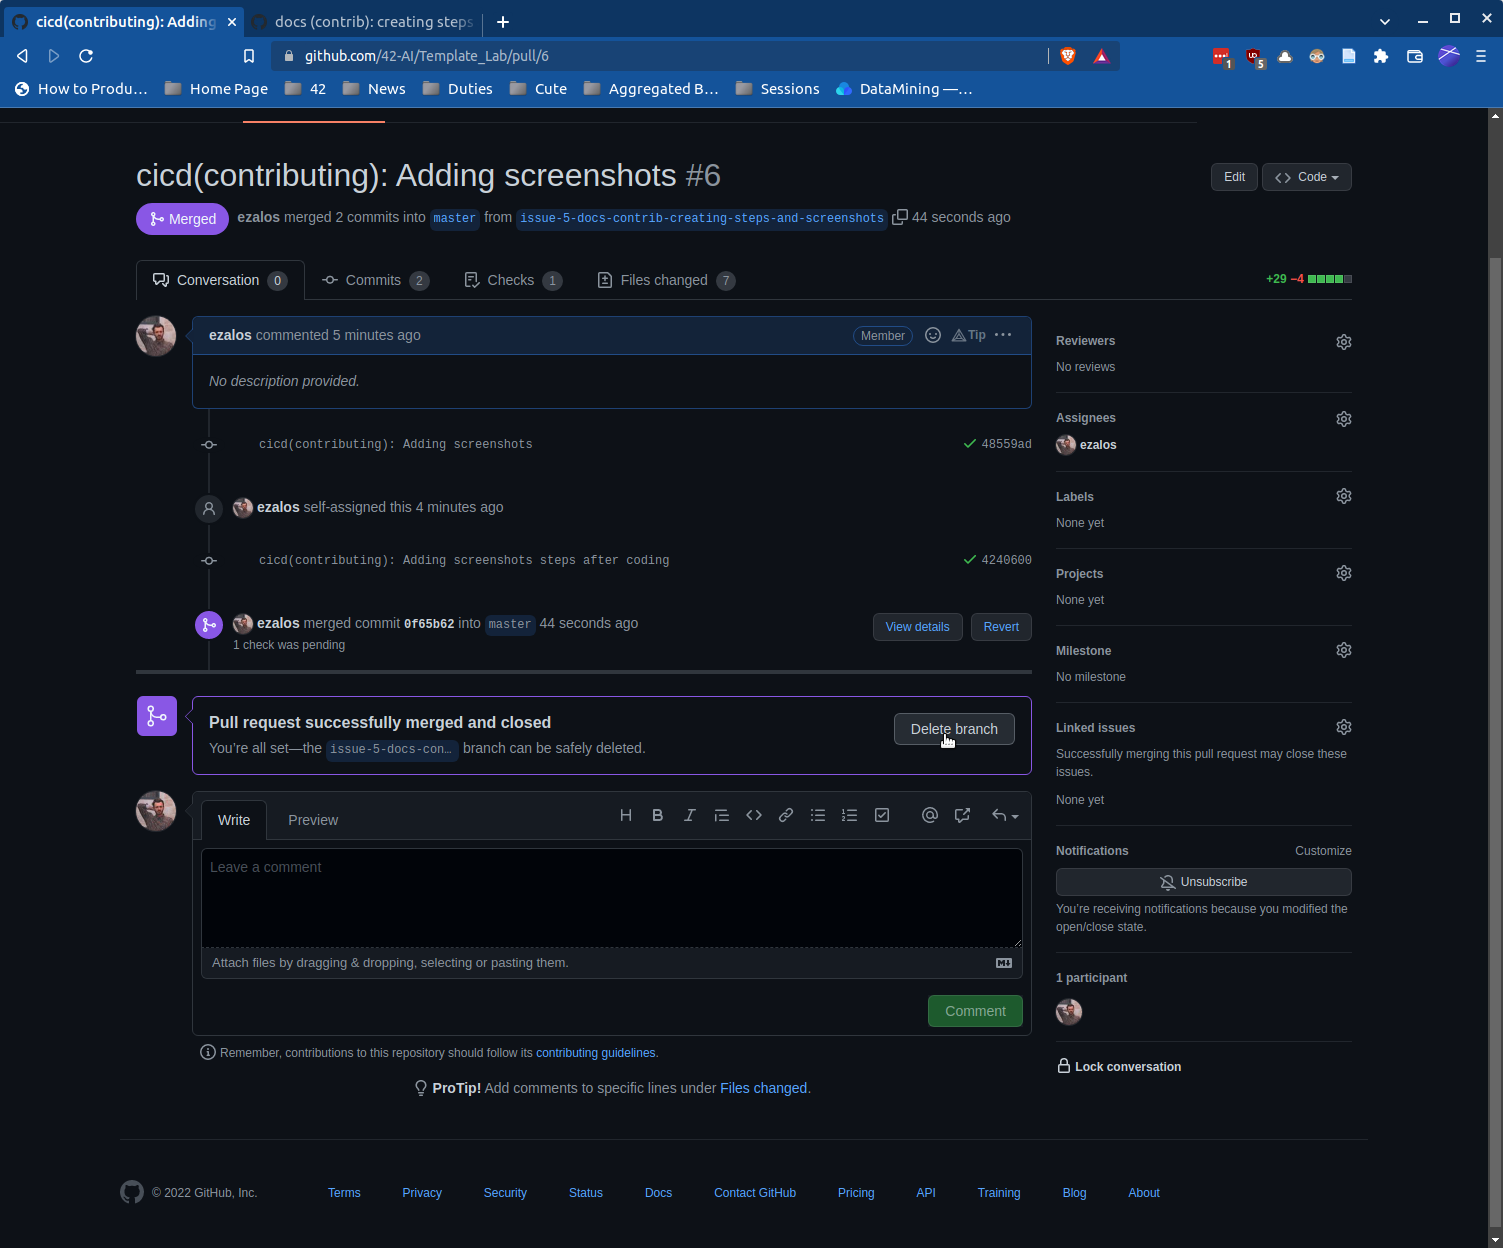 cicd(contributing): Adding
docs (contrib): creating steps
github.com/42-AI/Template_Lab/pull/6
1
5
How to Produ...
Home Page
42
News
Duties
Cute
Aggregated B...
Sessions
DataMining —...
cicd(contributing): Adding screenshots #6
Edit
Code
Merged
ezalos merged 2 commits into master from issue-5-docs-contrib-creating-steps-and-screenshots 44 seconds ago
Conversation 0
Commits 2
Checks 1
Files changed 7
+29 −4
ezalos commented 5 minutes ago
Member
Tip
No description provided.
cicd(contributing): Adding screenshots
48559ad
ezalos self-assigned this 4 minutes ago
cicd(contributing): Adding screenshots steps after coding
4240600
ezalos merged commit 0f65b62 into master 44 seconds ago
1 check was pending
View details
Revert
Pull request successfully merged and closed
You're all set—the issue-5-docs-con… branch can be safely deleted.
Delete branch
Write
Preview
Leave a comment
Attach files by dragging & dropping, selecting or pasting them.
Comment
Remember, contributions to this repository should follow its contributing guidelines.
ProTip! Add comments to specific lines under Files changed.
Reviewers
No reviews
Assignees
ezalos
Labels
None yet
Projects
None yet
Milestone
No milestone
Linked issues
Successfully merging this pull request may close these
issues.
None yet
Notifications
Customize
Unsubscribe
You're receiving notifications because you modified the
open/close state.
1 participant
Lock conversation
© 2022 GitHub, Inc.
Terms
Privacy
Security
Status
Docs
Contact GitHub
Pricing
API
Training
Blog
About